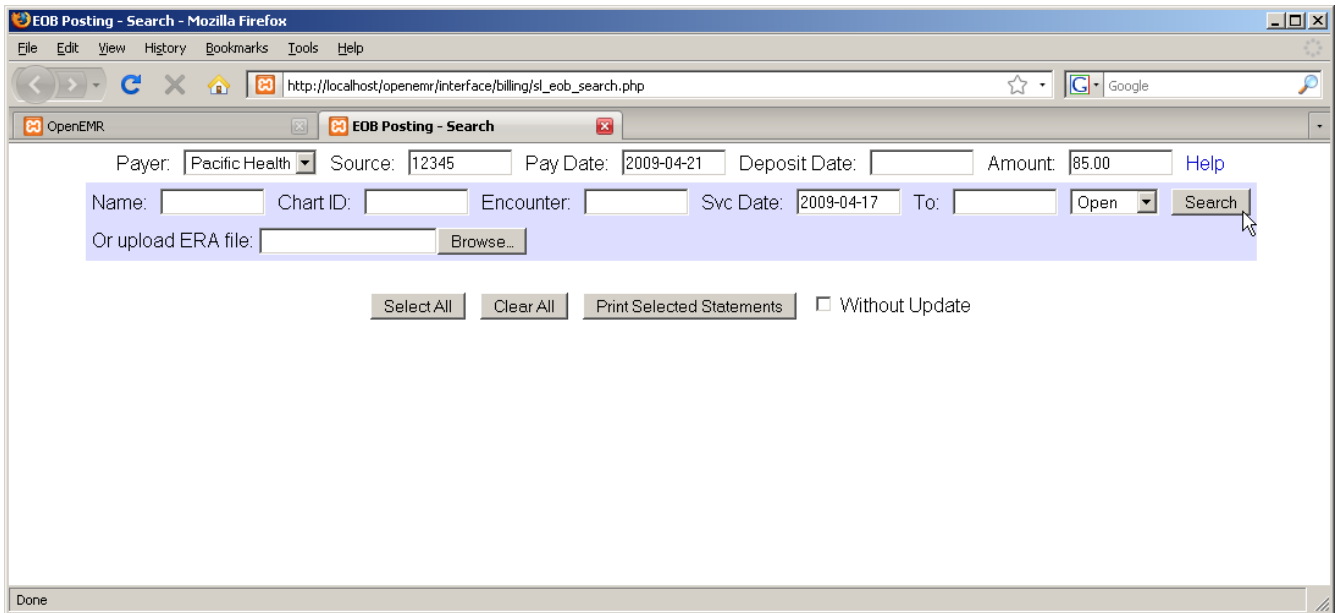 EOB Posting - Search - Mozilla Firefox
File Edit View History Bookmarks Tools Help
http://localhost/openemr/interface/billing/sl_eob_search.php G Google
OpenEMR EOB Posting - Search
Payer: Pacific Health Source: 12345 Pay Date: 2009-04-21 Deposit Date: Amount: 85.00 Help
Name: Chart ID: Encounter: Svc Date: 2009-04-17 To: Open Search
Or upload ERA file: Browse...
Select All Clear All Print Selected Statements Without Update
Done